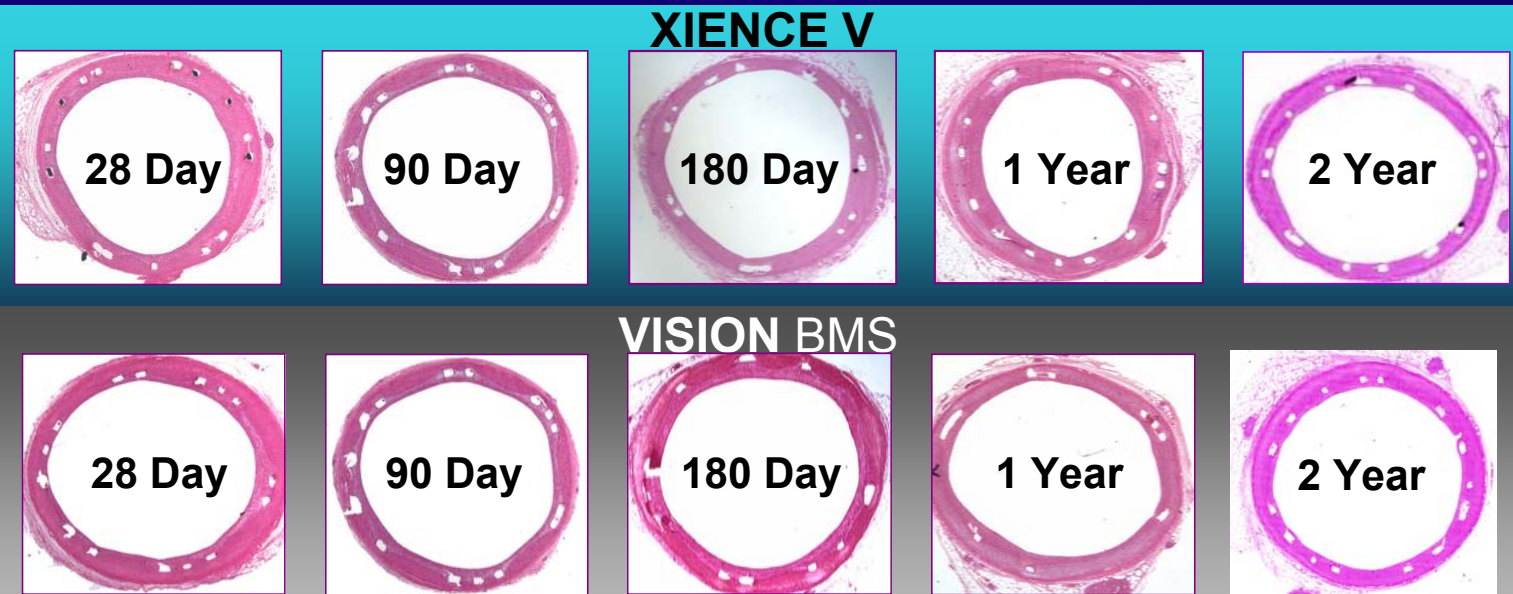 XIENCE V
28 Day 90 Day 180 Day 1 Year 2 Year
VISION BMS
28 Day 90 Day 180 Day 1 Year 2 Year